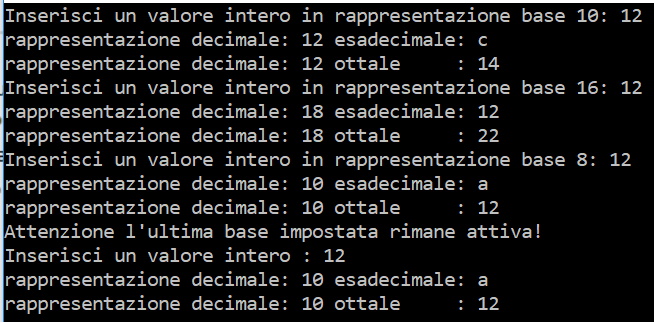 Inserisci un valore intero in rappresentazione base 10: 12
rappresentazione decimale: 12 esadecimale: c
rappresentazione decimale: 12 ottale     : 14
Inserisci un valore intero in rappresentazione base 16: 12
rappresentazione decimale: 18 esadecimale: 12
rappresentazione decimale: 18 ottale     : 22
Inserisci un valore intero in rappresentazione base 8: 12
rappresentazione decimale: 10 esadecimale: a
rappresentazione decimale: 10 ottale     : 12
Attenzione l'ultima base impostata rimane attiva!
Inserisci un valore intero : 12
rappresentazione decimale: 10 esadecimale: a
rappresentazione decimale: 10 ottale     : 12